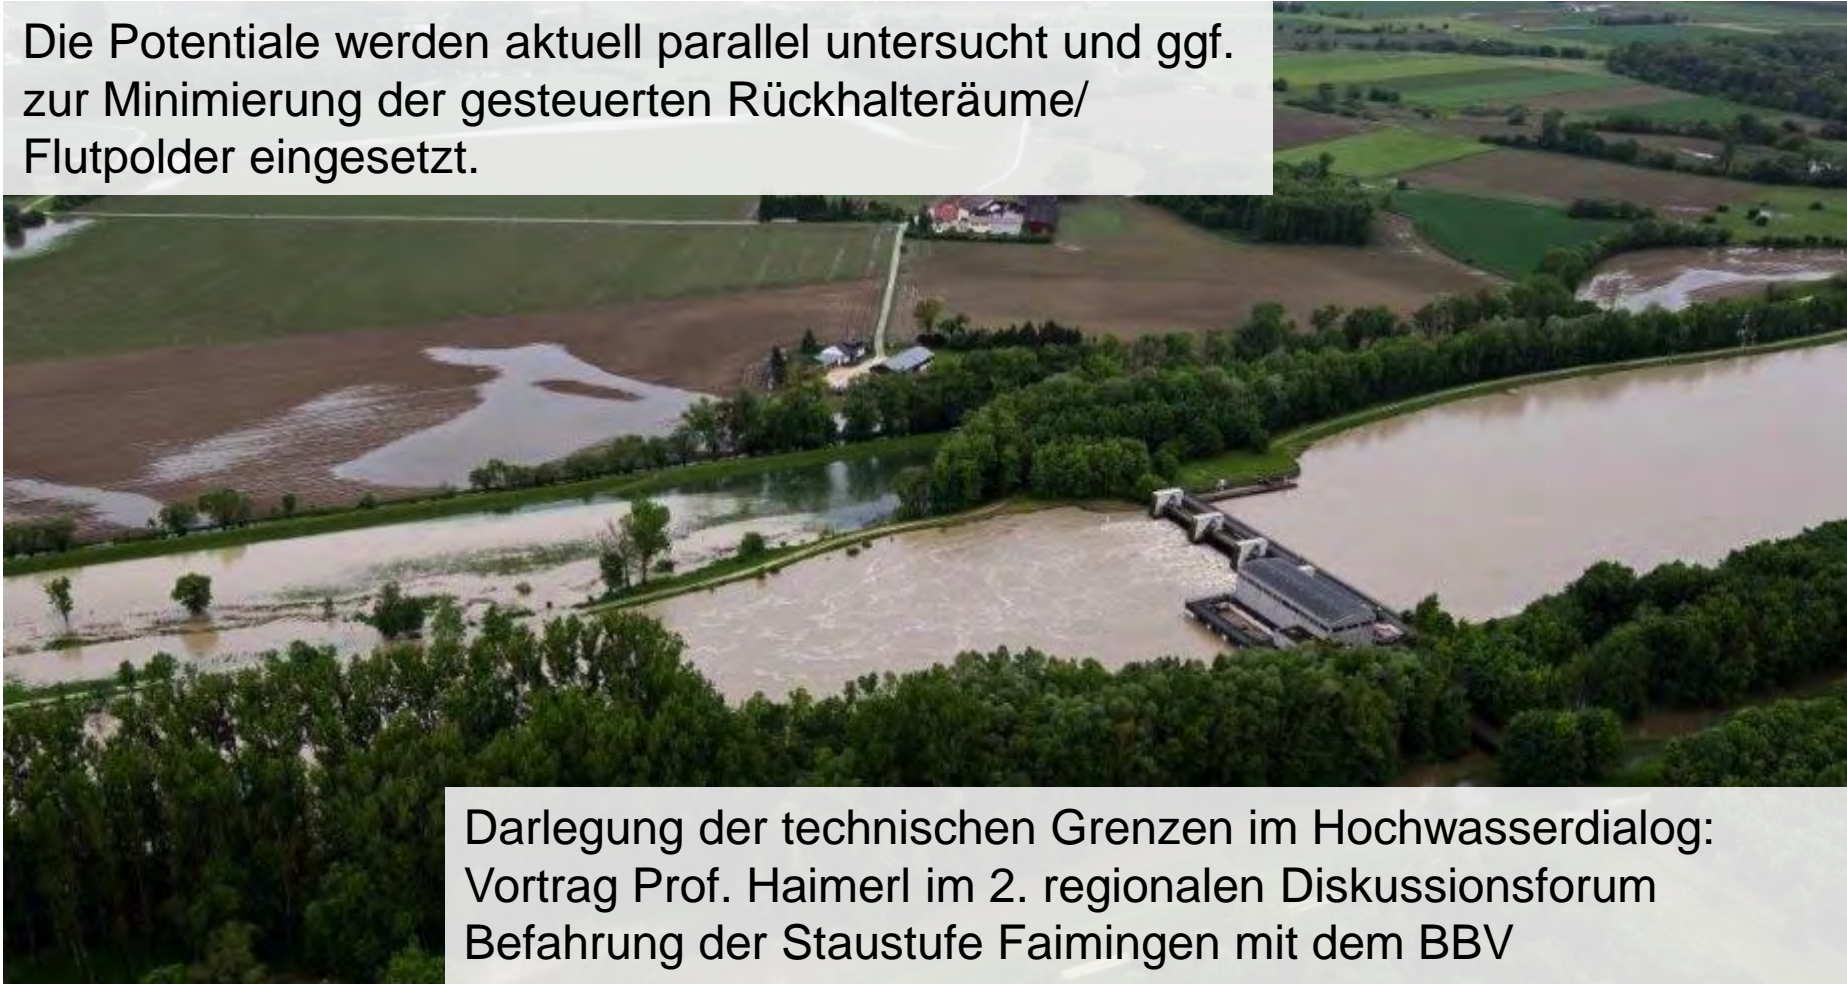 Die Potentiale werden aktuell parallel untersucht und ggf.
zur Minimierung der gesteuerten Rückhalteräume/
Flutpolder eingesetzt.
Darlegung der technischen Grenzen im Hochwasserdialog:
Vortrag Prof. Haimerl im 2. regionalen Diskussionsforum
Befahrung der Staustufe Faimingen mit dem BBV